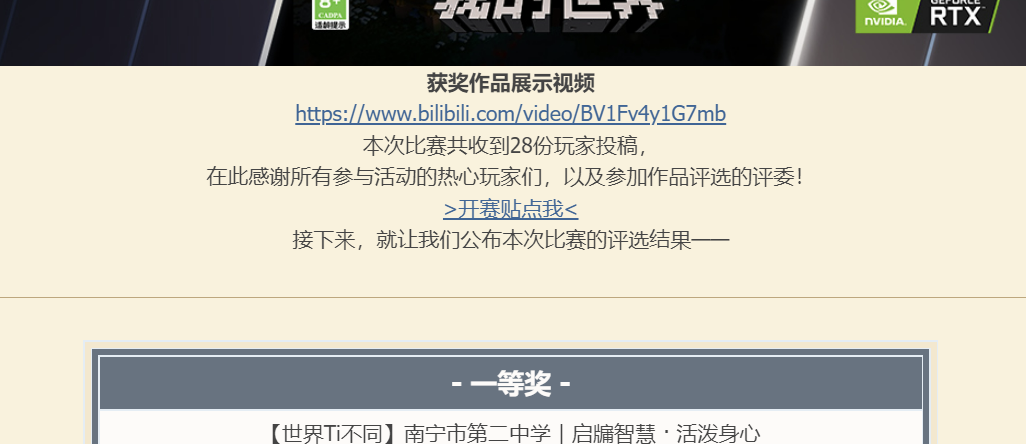 8+
CADPA
适龄提示
我的世界
GEFORCE
NVIDIA.
RTX
获奖作品展示视频
https://www.bilibili.com/video/BV1Fv4y1G7mb
本次比赛共收到28份玩家投稿，
在此感谢所有参与活动的热心玩家们，以及参加作品评选的评委！
>开赛贴点我<
接下来，就让我们公布本次比赛的评选结果——
- 一等奖 -
【世界Ti不同】南宁市第二中学 | 启牖智慧 · 活泼身心